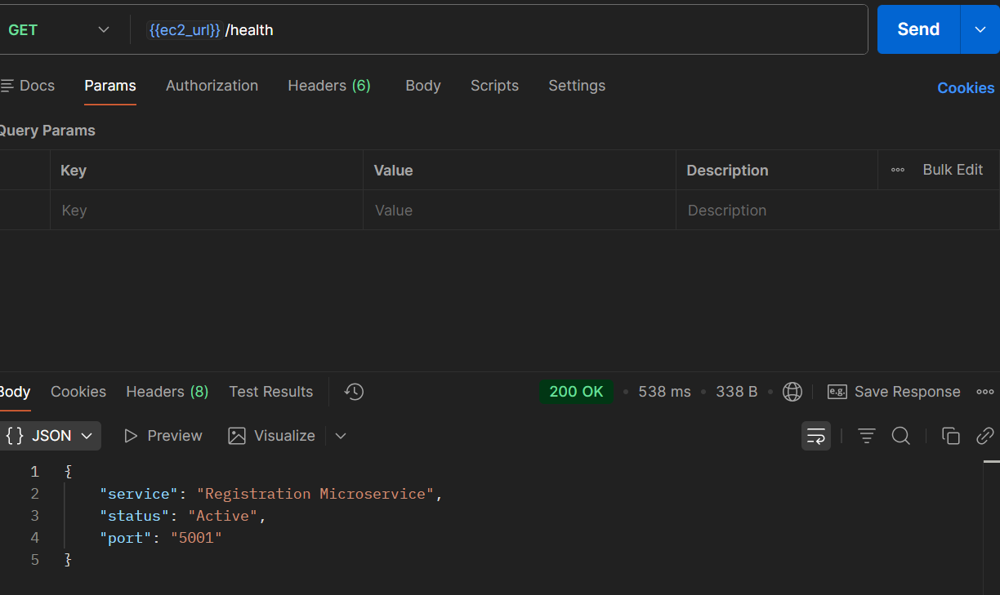 GET {{ec2_url}} /health Send
Docs Params Authorization Headers (6) Body Scripts Settings Cookies
Query Params
Key Value Description Bulk Edit
Key Value Description
Body Cookies Headers (8) Test Results 200 OK • 538 ms • 338 B • e.g. Save Response
{} JSON Preview Visualize
1 {
2 "service": "Registration Microservice",
3 "status": "Active",
4 "port": "5001"
5 }